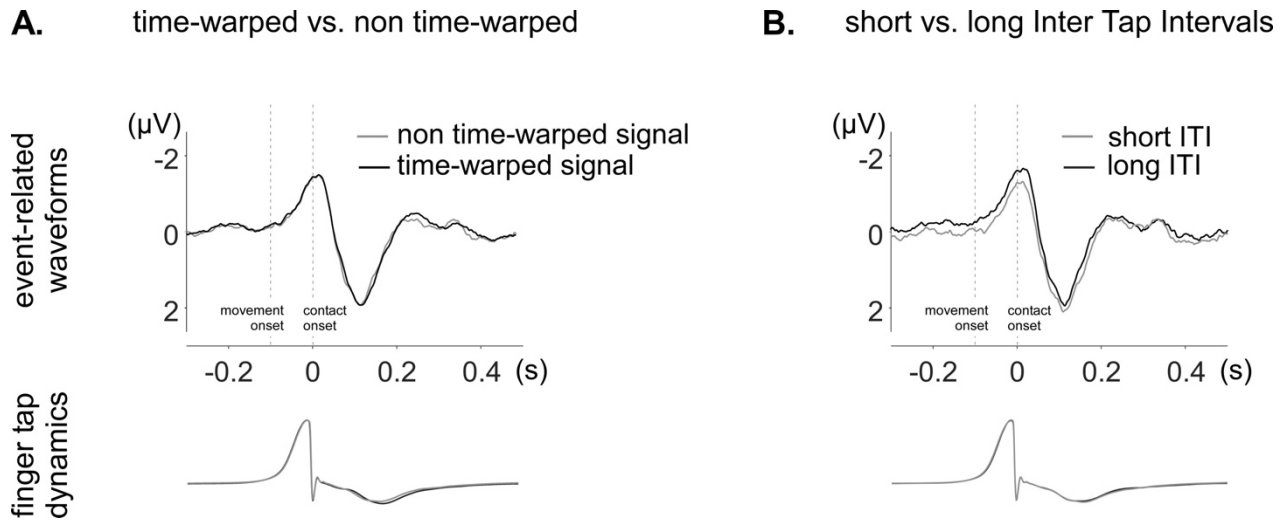 A. time-warped vs. non time-warped
event-related
waveforms
(µV)
-2
0
2
non time-warped signal
time-warped signal
movement
onset
contact
onset
-0.2 0 0.2 0.4 (s)
finger tap
dynamics
B. short vs. long Inter Tap Intervals
(µV)
-2
0
2
short ITI
long ITI
movement
onset
contact
onset
-0.2 0 0.2 0.4 (s)